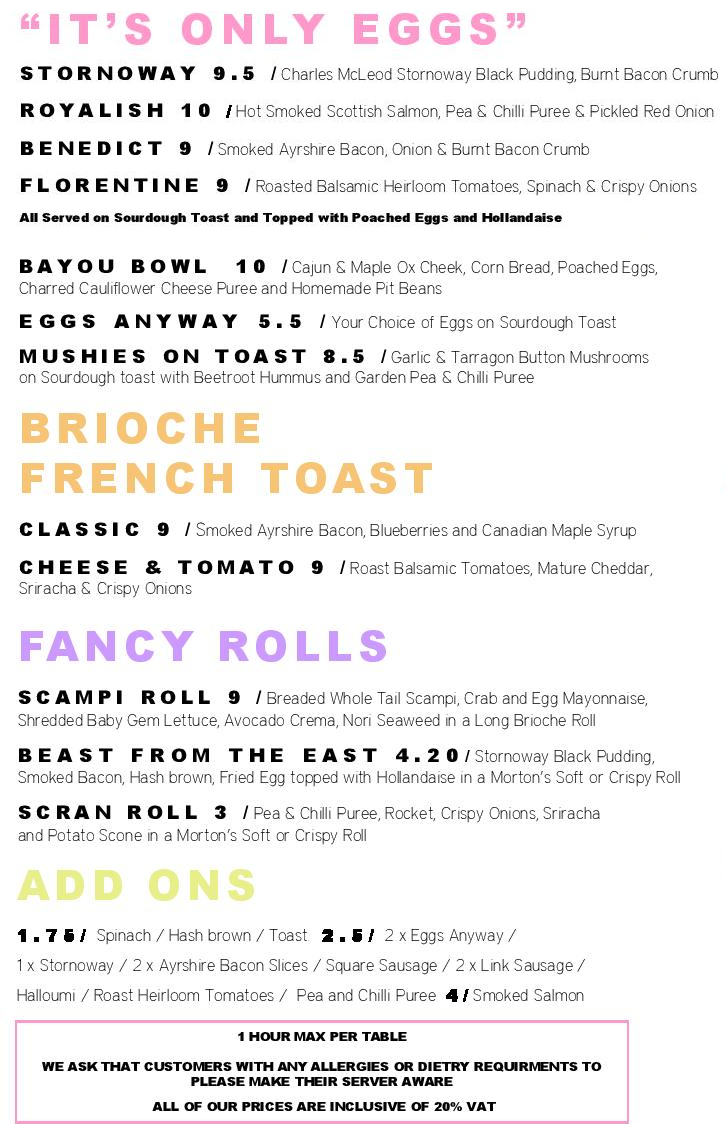 “IT’S ONLY EGGS”
STORNOWAY 9.5 / Charles McLeod Stornoway Black Pudding, Burnt Bacon Crumb
ROYALISH 10 / Hot Smoked Scottish Salmon, Pea & Chilli Puree & Pickled Red Onion
BENEDICT 9 / Smoked Ayrshire Bacon, Onion & Burnt Bacon Crumb
FLORENTINE 9 / Roasted Balsamic Heirloom Tomatoes, Spinach & Crispy Onions
All Served on Sourdough Toast and Topped with Poached Eggs and Hollandaise
BAYOU BOWL 10 / Cajun & Maple Ox Cheek, Corn Bread, Poached Eggs,
Charred Cauliflower Cheese Puree and Homemade Pit Beans
EGGS ANYWAY 5.5 / Your Choice of Eggs on Sourdough Toast
MUSHIES ON TOAST 8.5 / Garlic & Tarragon Button Mushrooms
on Sourdough toast with Beetroot Hummus and Garden Pea & Chilli Puree
BRIOCHE
FRENCH TOAST
CLASSIC 9 / Smoked Ayrshire Bacon, Blueberries and Canadian Maple Syrup
CHEESE & TOMATO 9 / Roast Balsamic Tomatoes, Mature Cheddar,
Sriracha & Crispy Onions
FANCY ROLLS
SCAMPI ROLL 9 / Breaded Whole Tail Scampi, Crab and Egg Mayonnaise,
Shredded Baby Gem Lettuce, Avocado Crema, Nori Seaweed in a Long Brioche Roll
BEAST FROM THE EAST 4.20 / Stornoway Black Pudding,
Smoked Bacon, Hash brown, Fried Egg topped with Hollandaise in a Morton’s Soft or Crispy Roll
SCRAN ROLL 3 / Pea & Chilli Puree, Rocket, Crispy Onions, Sriracha
and Potato Scone in a Morton’s Soft or Crispy Roll
ADD ONS
1.75/ Spinach / Hash brown / Toast 2.5/ 2 x Eggs Anyway /
1 x Stornoway / 2 x Ayrshire Bacon Slices / Square Sausage / 2 x Link Sausage /
Halloumi / Roast Heirloom Tomatoes / Pea and Chilli Puree 4/ Smoked Salmon
1 HOUR MAX PER TABLE
WE ASK THAT CUSTOMERS WITH ANY ALLERGIES OR DIETRY REQUIRMENTS TO
PLEASE MAKE THEIR SERVER AWARE
ALL OF OUR PRICES ARE INCLUSIVE OF 20% VAT